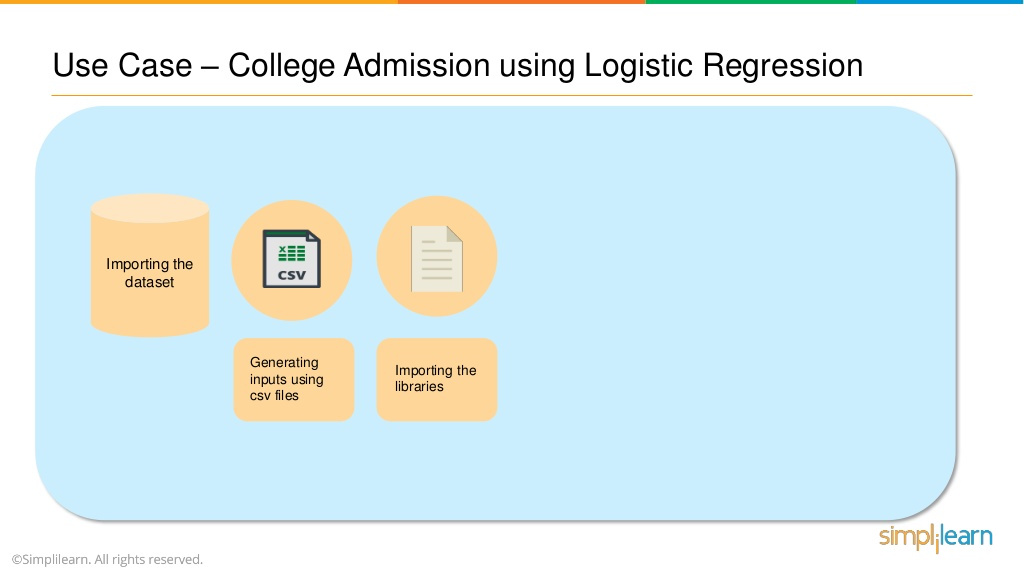 Use Case – College Admission using Logistic Regression
Importing the
dataset
CSV
Generating
inputs using
csv files
Importing the
libraries
simplilearn
©Simplilearn. All rights reserved.